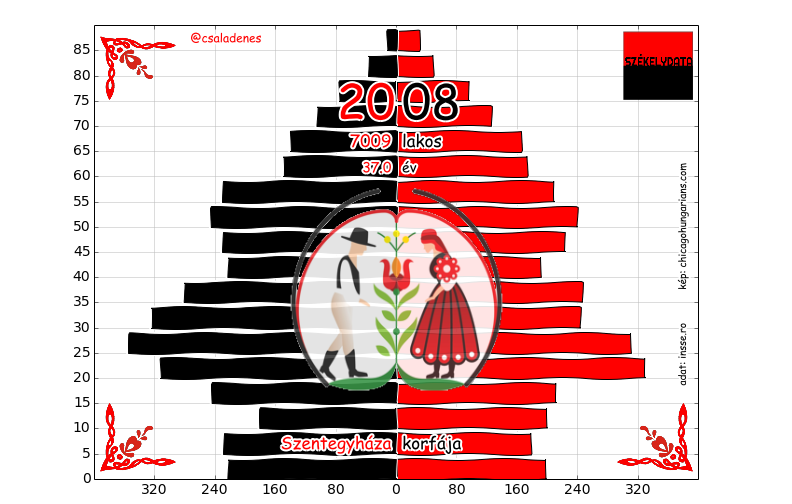 @csaladenes
SZÉKELYDATA
2008
7009 lakos
37.0 év
kép: chicagohungarians.com
adat: insse.ro
Szentegyháza korfája
85
80
75
70
65
60
55
50
45
40
35
30
25
20
15
10
5
0
320 240 160 80 0 80 160 240 320